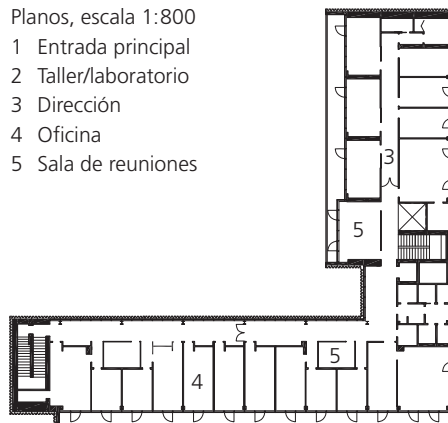 Planos, escala 1:800
1 Entrada principal
2 Taller/laboratorio
3 Dirección
4 Oficina
5 Sala de reuniones
3
5
5
4